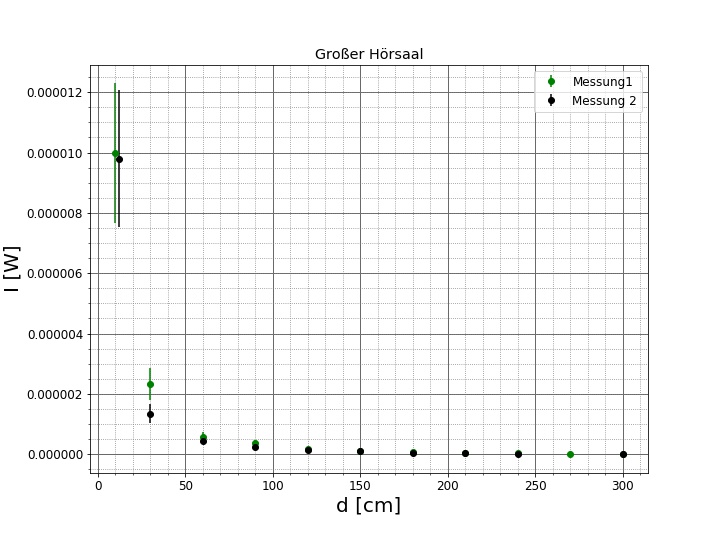 Großer Hörsaal
Messung1
Messung 2
0.000012
0.000010
0.000008
0.000006
0.000004
0.000002
0.000000
I [W]
0 50 100 150 200 250 300
d [cm]